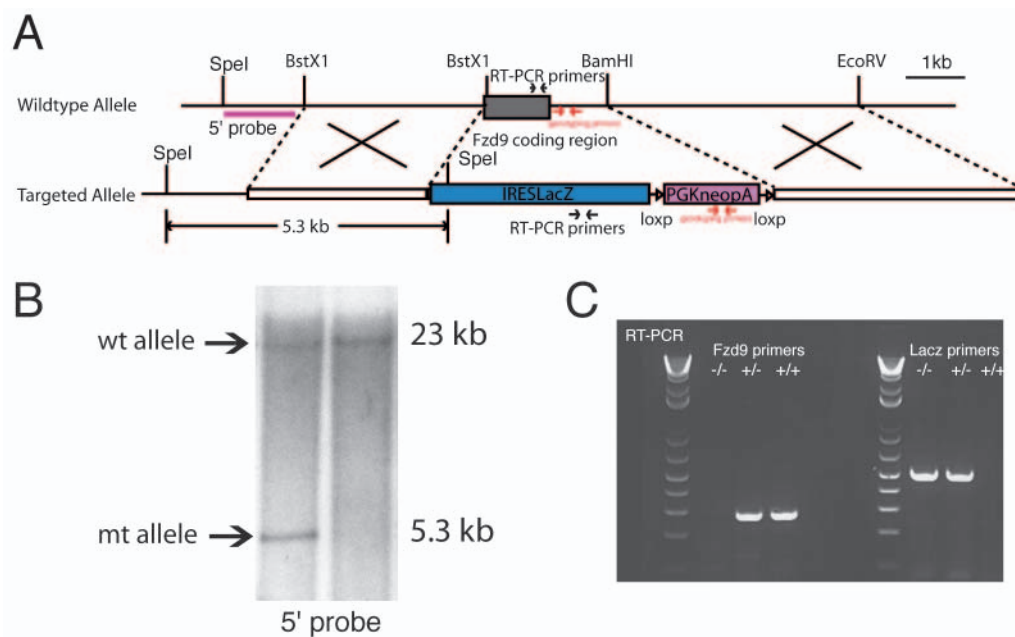 A
SpeI
BstX1
BstX1
RT-PCR primers
BamHI
EcoRV
1kb
Wildtype Allele
5' probe
Fzd9 coding region
SpeI
SpeI
Targeted Allele
IRESLacZ
PGKneopA
RT-PCR primers
loxp
loxp
5.3 kb
B
wt allele
23 kb
mt allele
5.3 kb
5' probe
C
RT-PCR
Fzd9 primers
-/- +/- +/+
Lacz primers
-/- +/- +/+